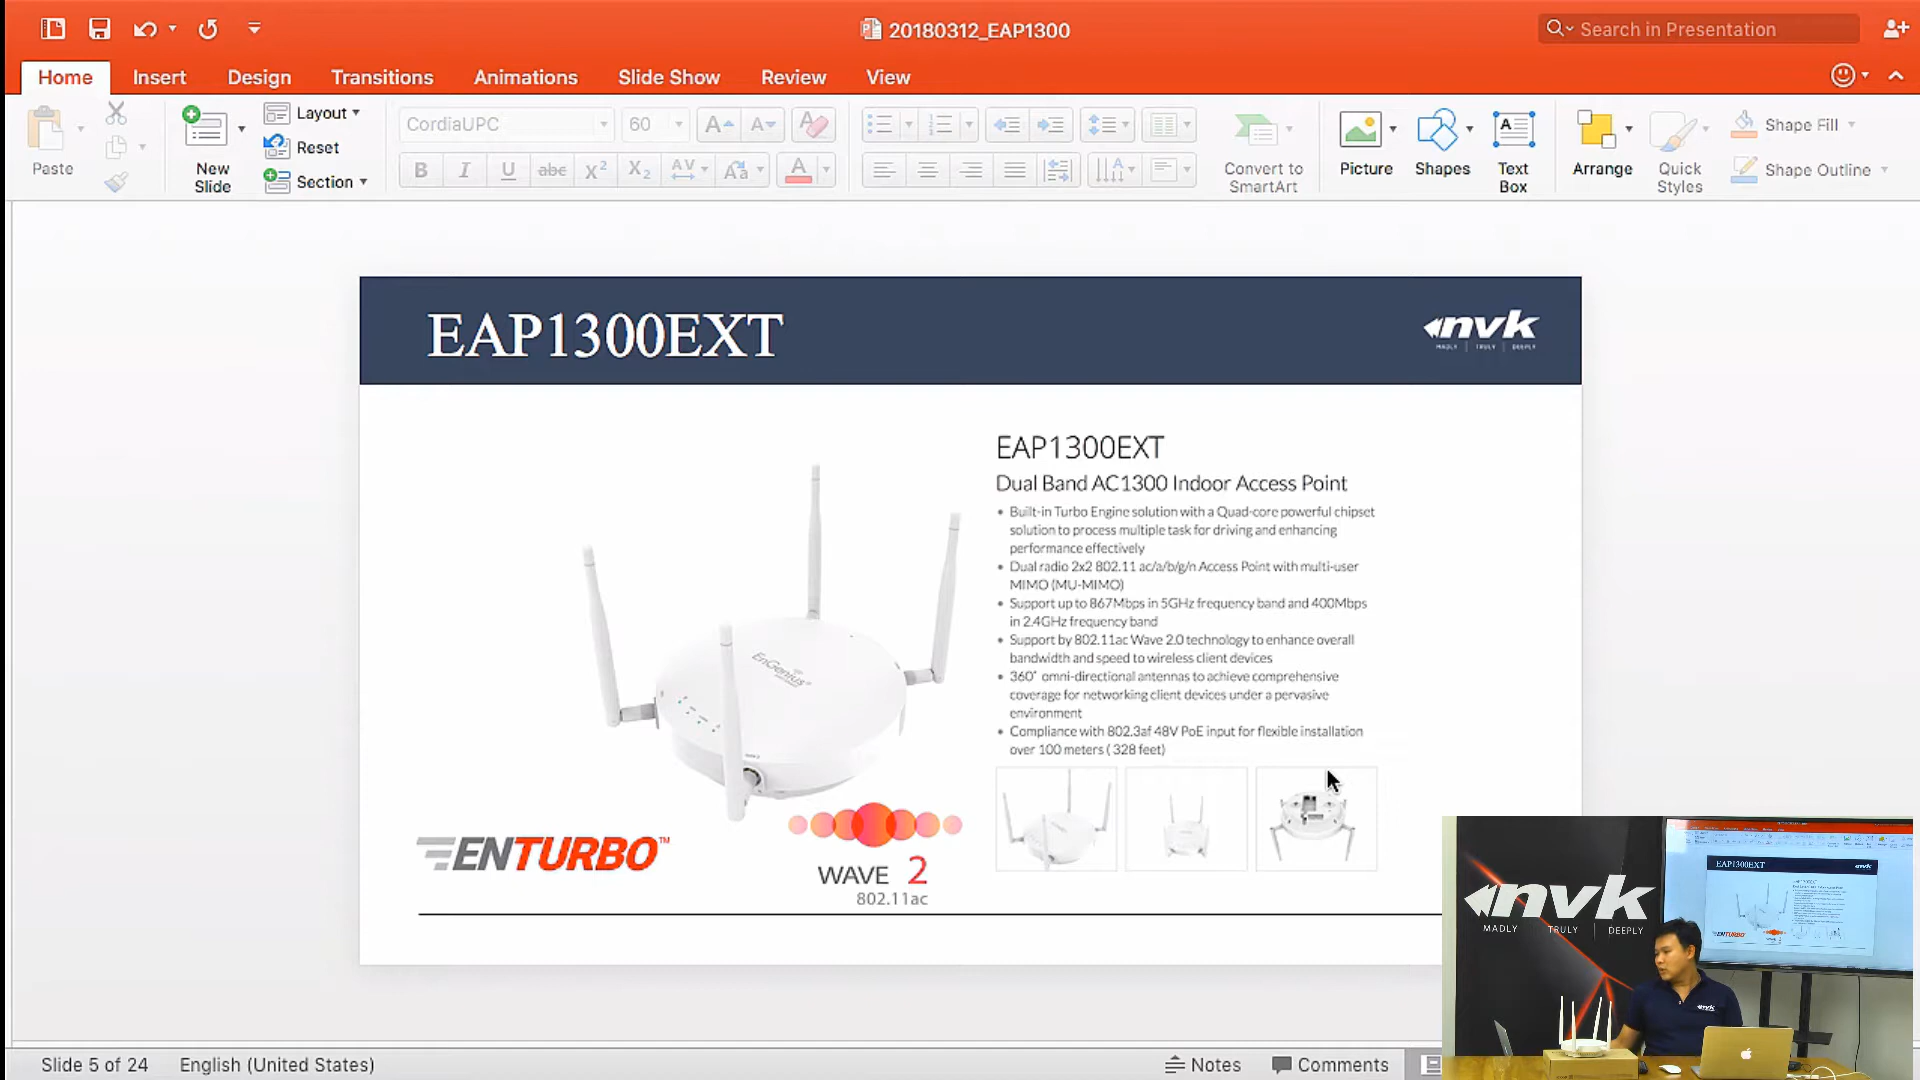 20180312_EAP1300
Search in Presentation
Home
Insert
Design
Transitions
Animations
Slide Show
Review
View
Paste
New
Slide
Layout
Reset
Section
CordiaUPC
60
Convert to
SmartArt
Picture
Shapes
Text
Box
Arrange
Quick
Styles
Shape Fill
Shape Outline
EAP1300EXT
nvk
MADLY | TRULY | DEEPLY
EAP1300EXT
Dual Band AC1300 Indoor Access Point
• Built-in Turbo Engine solution with a Quad-core powerful chipset
solution to process multiple task for driving and enhancing
performance effectively
• Dual radio 2x2 802.11 ac/a/b/g/n Access Point with multi-user
MIMO (MU-MIMO)
• Support up to 867Mbps in 5GHz frequency band and 400Mbps
in 2.4GHz frequency band
• Support by 802.11ac Wave 2.0 technology to enhance overall
bandwidth and speed to wireless client devices
• 360° omni-directional antennas to achieve comprehensive
coverage for networking client devices under a pervasive
environment
• Compliance with 802.3af 48V PoE input for flexible installation
over 100 meters ( 328 feet)
EnGenius
ENTURBO™
WAVE 2
802.11ac
nvk
MADLY | TRULY | DEEPLY
EAP1300EXT
nvk
ENTURBO
nvk
Slide 5 of 24
English (United States)
Notes
Comments